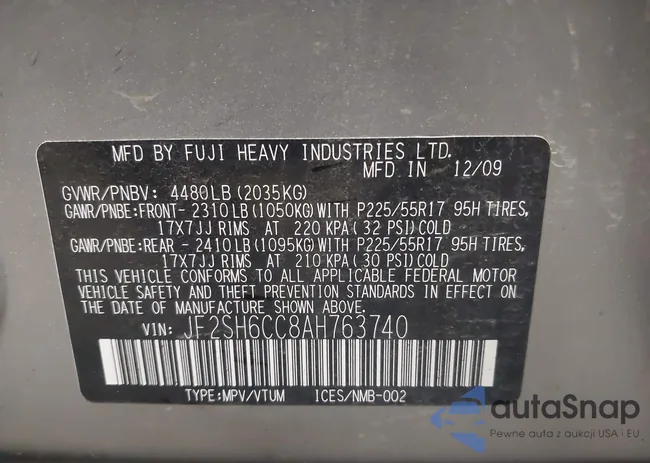 MFD BY FUJI HEAVY INDUSTRIES LTD.
MFD IN 12/09
GVWR/PNBV: 4480LB (2035KG)
GAWR/PNBE:FRONT- 2310LB (1050KG) WITH P225/55R17 95H TIRES,
17X7JJ RIMS AT 220 KPA (32 PSI) COLD
GAWR/PNBE:REAR - 2410LB (1095KG) WITH P225/55R17 95H TIRES,
17X7JJ RIMS AT 210 KPA (30 PSI) COLD
THIS VEHICLE CONFORMS TO ALL APPLICABLE FEDERAL MOTOR
VEHICLE SAFETY AND THEFT PREVENTION STANDARDS IN EFFECT
ON THE DATE OF MANUFACTURE SHOWN ABOVE.
VIN: JF2SH6CC8AH763740
TYPE:MPV/VTUM ICES/NMB-002
autaSnap
Pewne auta z aukcji USA i EU